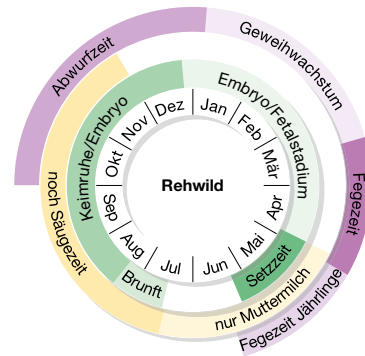 Abwurfzeit
Geweihwachstum
Fegezeit
Fegezeit Jährlinge
noch Säugezeit
nur Muttermilch
Keimruhe/Embryo
Embryo/Fetalstadium
Setzzeit
Brunft
Jan
Feb
Mär
Apr
Mai
Jun
Jul
Aug
Sep
Okt
Nov
Dez
Rehwild